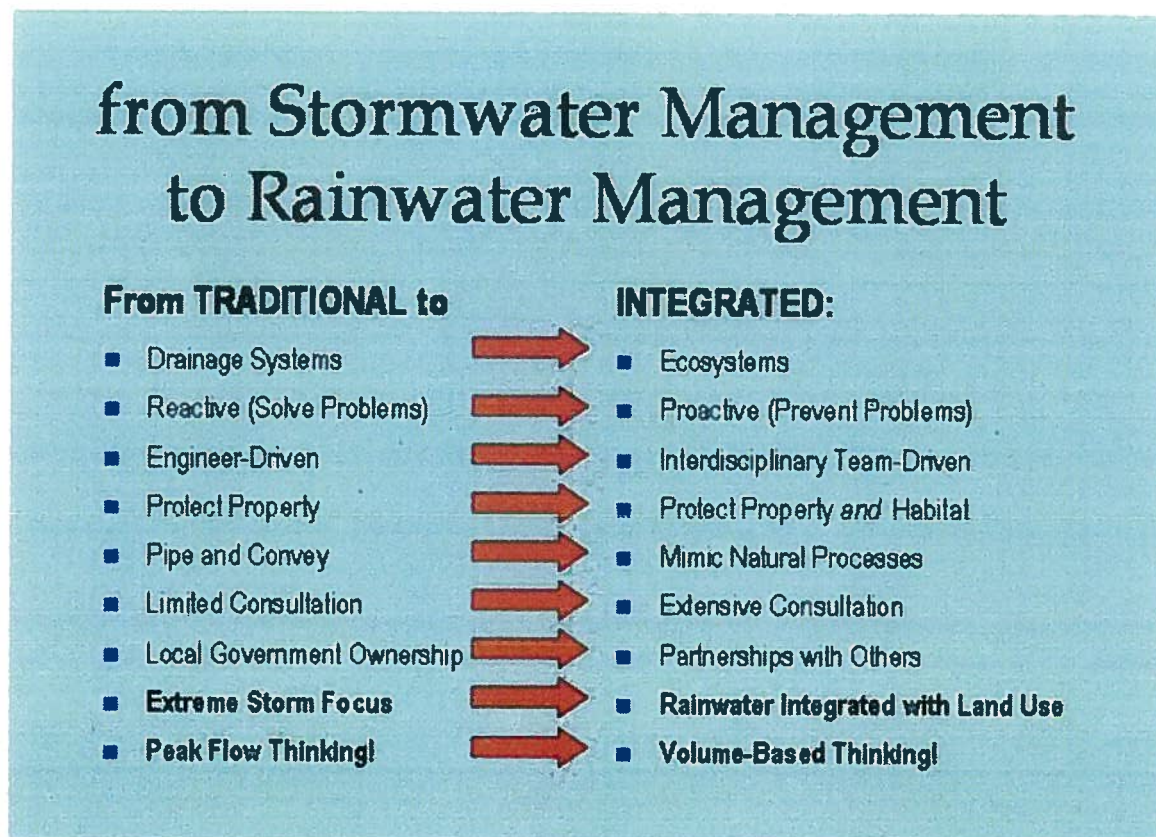 from Stormwater Management
to Rainwater Management
From TRADITIONAL to
INTEGRATED:
Drainage Systems
Ecosystems
Reactive (Solve Problems)
Proactive (Prevent Problems)
Engineer-Driven
Interdisciplinary Team-Driven
Protect Property
Protect Property and Habitat
Pipe and Convey
Mimic Natural Processes
Limited Consultation
Extensive Consultation
Local Government Ownership
Partnerships with Others
Extreme Storm Focus
Rainwater Integrated with Land Use
Peak Flow Thinking!
Volume-Based Thinking!